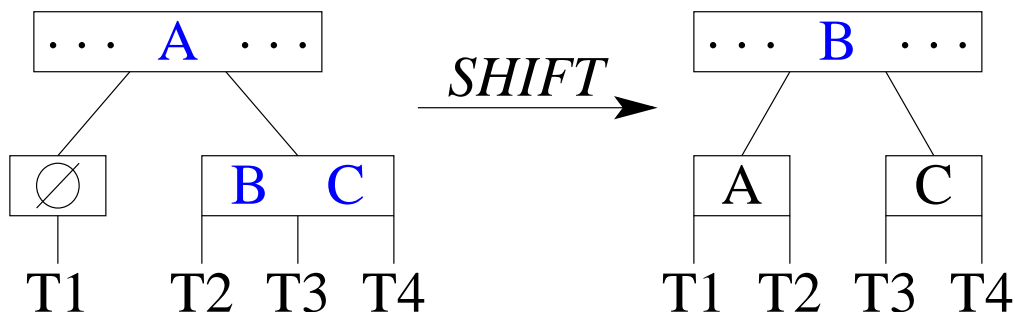 · · · A · · · SHIFT · · · B · · ·
∅ B C A C
T1 T2 T3 T4 T1 T2 T3 T4